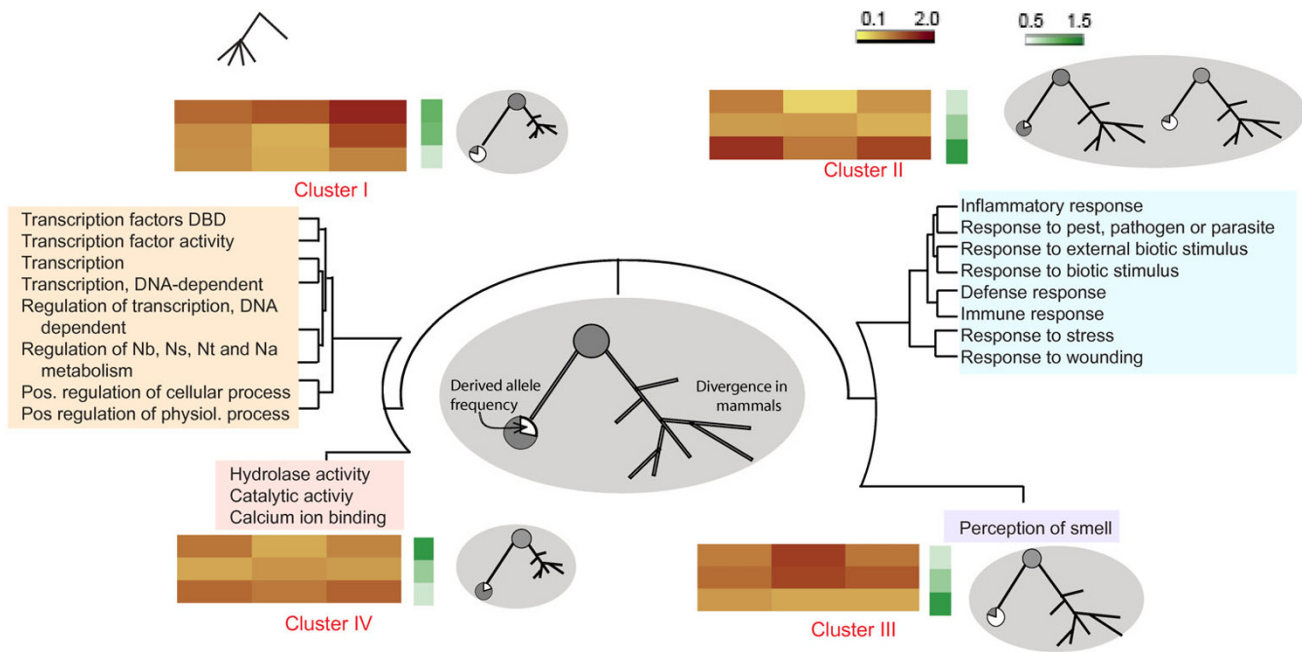 0.1 2.0
0.5 1.5
Cluster I
Cluster II
Transcription factors DBD
Transcription factor activity
Transcription
Transcription, DNA-dependent
Regulation of transcription, DNA
dependent
Regulation of Nb, Ns, Nt and Na
metabolism
Pos. regulation of cellular process
Pos regulation of physiol. process
Inflammatory response
Response to pest, pathogen or parasite
Response to external biotic stimulus
Response to biotic stimulus
Defense response
Immune response
Response to stress
Response to wounding
Derived allele
frequency
Divergence in
mammals
Hydrolase activity
Catalytic activiy
Calcium ion binding
Perception of smell
Cluster IV
Cluster III